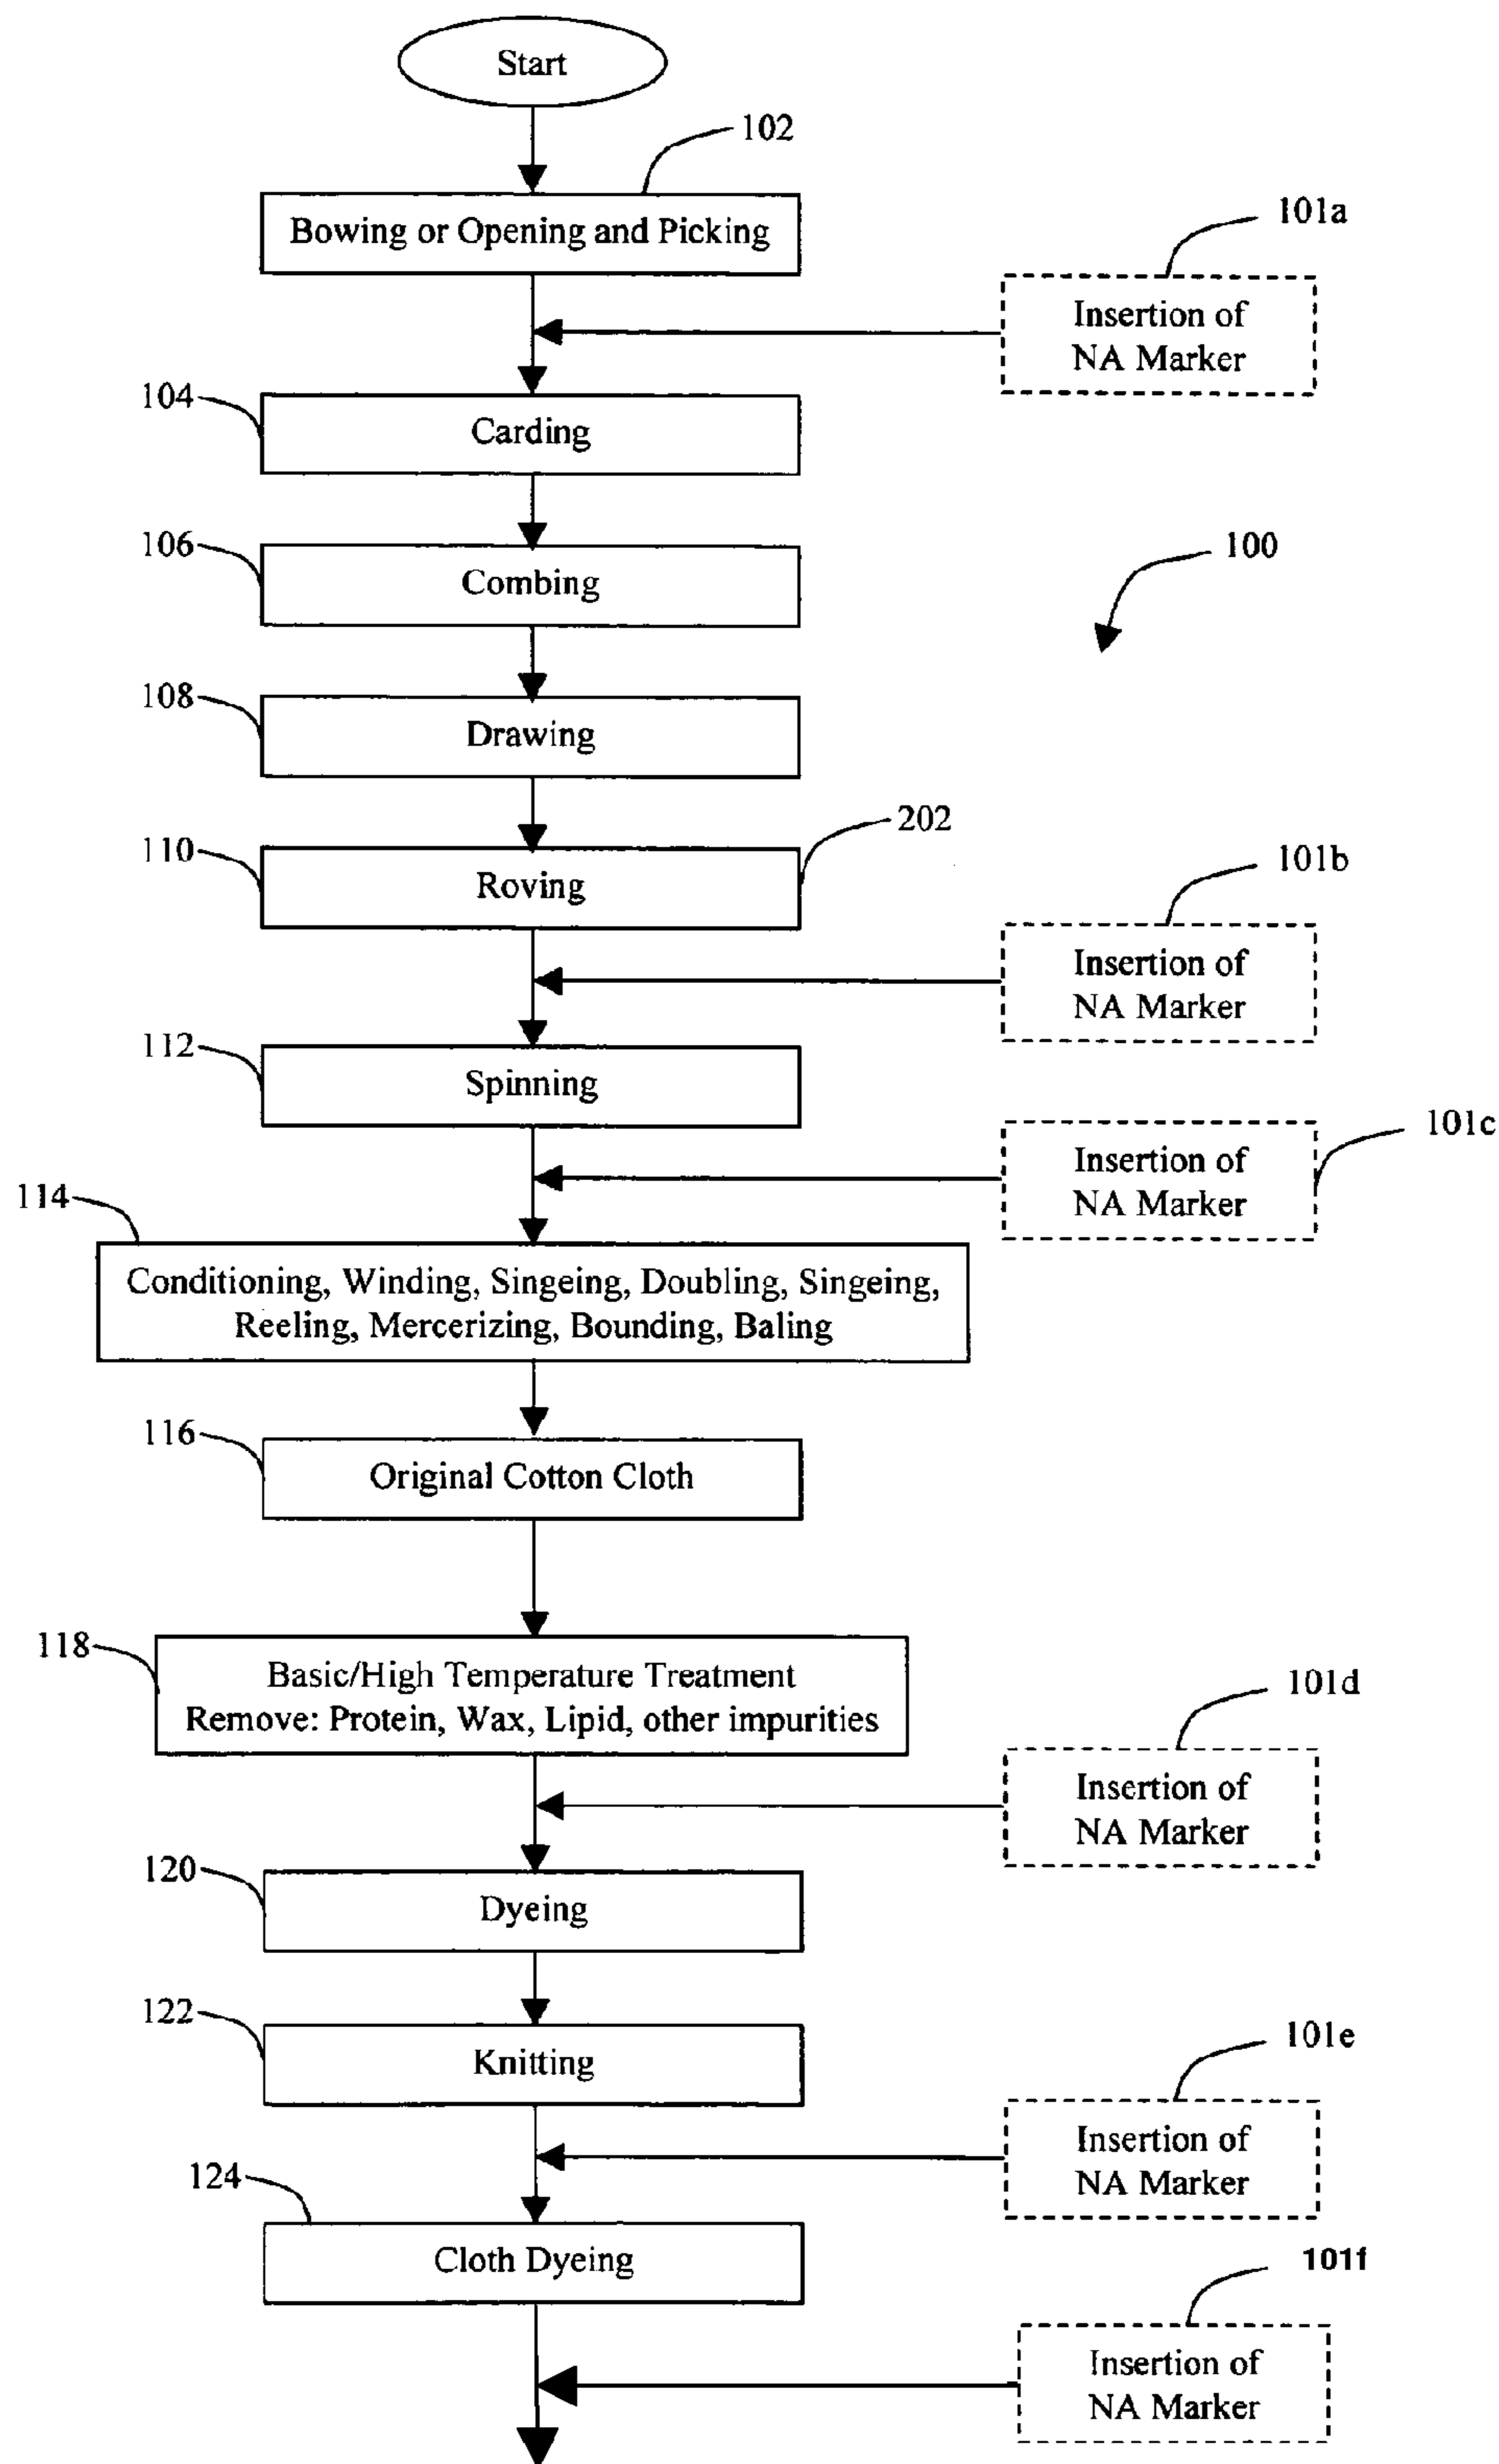 Start
102
Bowing or Opening and Picking
101a
Insertion of
NA Marker
104
Carding
106
Combing
100
108
Drawing
202
110
Roving
101b
Insertion of
NA Marker
112
Spinning
101c
Insertion of
NA Marker
114
Conditioning, Winding, Singeing, Doubling, Singeing,
Reeling, Mercerizing, Bounding, Baling
116
Original Cotton Cloth
118
Basic/High Temperature Treatment
Remove: Protein, Wax, Lipid, other impurities
101d
Insertion of
NA Marker
120
Dyeing
122
Knitting
101e
Insertion of
NA Marker
124
Cloth Dyeing
101f
Insertion of
NA Marker